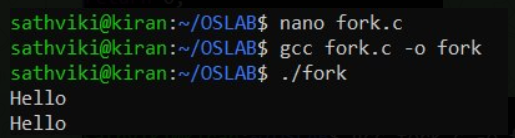 sathviki@kiran:~/OSLAB$ nano fork.c
sathviki@kiran:~/OSLAB$ gcc fork.c -o fork
sathviki@kiran:~/OSLAB$ ./fork
Hello
Hello